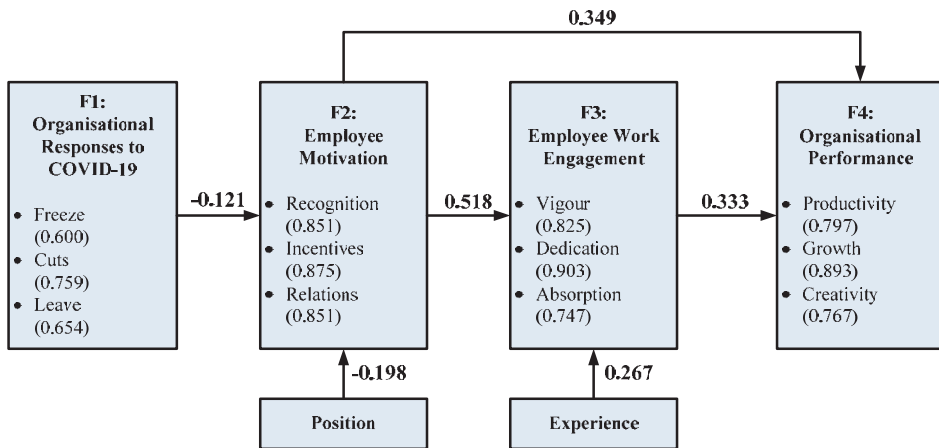 0.349
F1:
Organisational
Responses to
COVID-19
• Freeze
(0.600)
• Cuts
(0.759)
• Leave
(0.654)
-0.121
F2:
Employee
Motivation
• Recognition
(0.851)
• Incentives
(0.875)
• Relations
(0.851)
0.518
F3:
Employee Work
Engagement
• Vigour
(0.825)
• Dedication
(0.903)
• Absorption
(0.747)
0.333
F4:
Organisational
Performance
• Productivity
(0.797)
• Growth
(0.893)
• Creativity
(0.767)
-0.198
Position
0.267
Experience